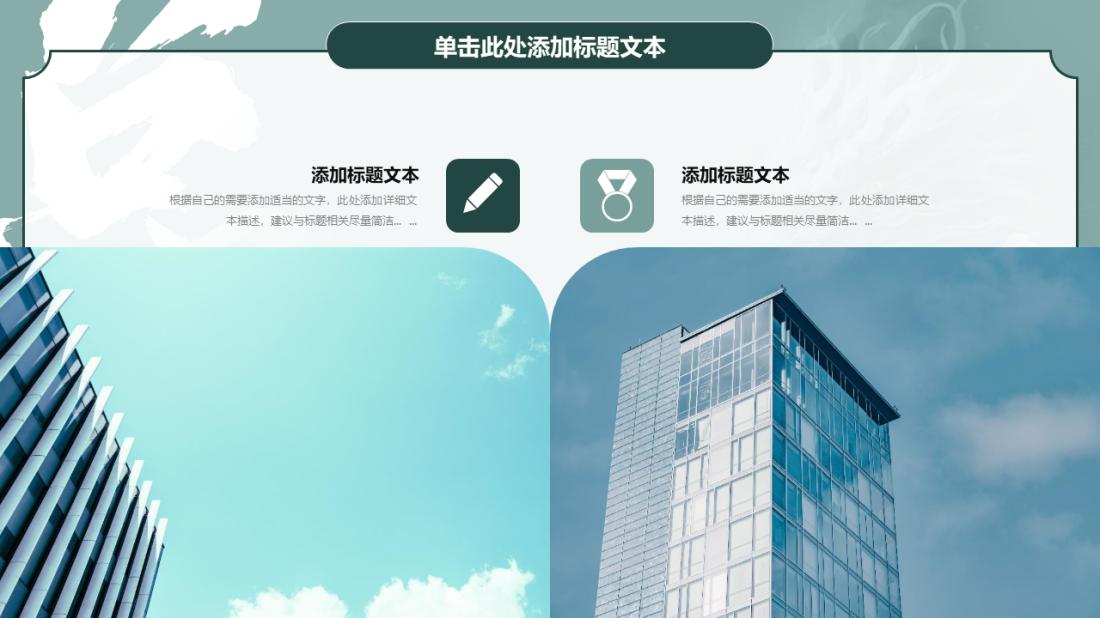 单击此处添加标题文本
添加标题文本
根据自己的需要添加适当的文字，此处添加详细文
本描述，建议与标题相关尽量简洁... ...
添加标题文本
根据自己的需要添加适当的文字，此处添加详细文
本描述，建议与标题相关尽量简洁... ...